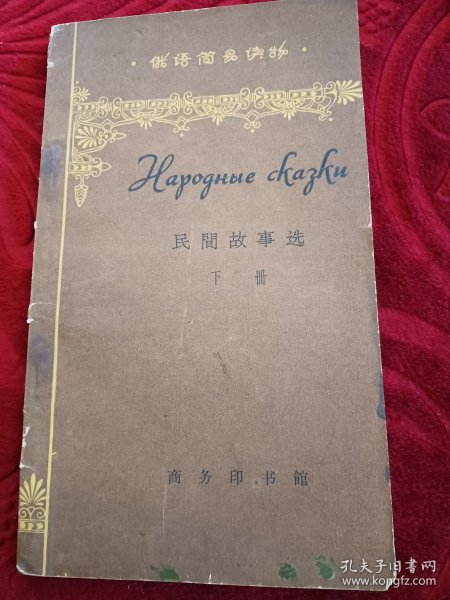 ·俄语简易读物·
Народные сказки
民間故事选
下 册
商务印书館
孔夫子旧书网
www.kongfz.com